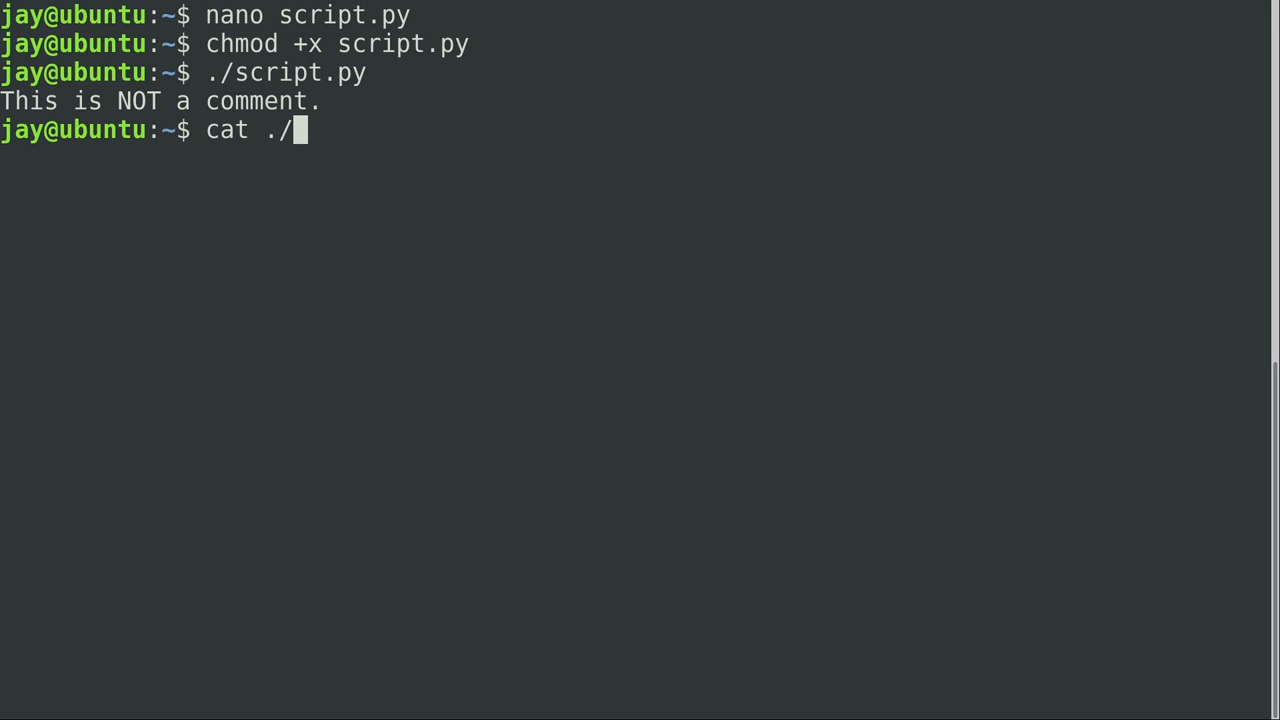 jay@ubuntu:~$ nano script.py
jay@ubuntu:~$ chmod +x script.py
jay@ubuntu:~$ ./script.py
This is NOT a comment.
jay@ubuntu:~$ cat ./